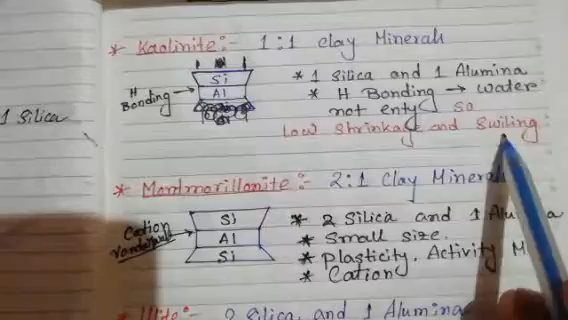 * Kaolinite:- 1:1 clay Minerals
Si
Al
H Bonding →
* 1 Silica and 1 Alumina
* H Bonding → water
not enty so
Low Shrinkage and Swiling
1 Silica
* Montmorillonite:- 2:1 Clay Mineral
Si
Al
Si
Cation
* 2 Silica and 1 Alumina
* Small size.
* Plasticity, Activity M
* Cation
* Illite:- 2 Silica and 1 Alumina